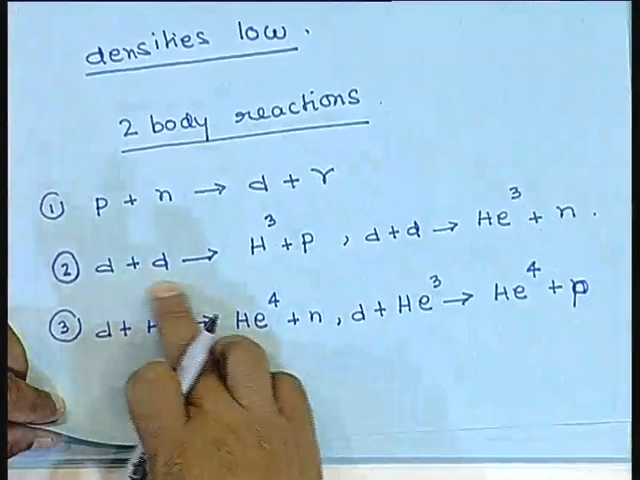 densities low.
2 body reactions
① p + n → d + γ
② d + d → H³ + p, d + d → He³ + n.
③ d + H → He⁴ + n, d + He³ → He⁴ + p